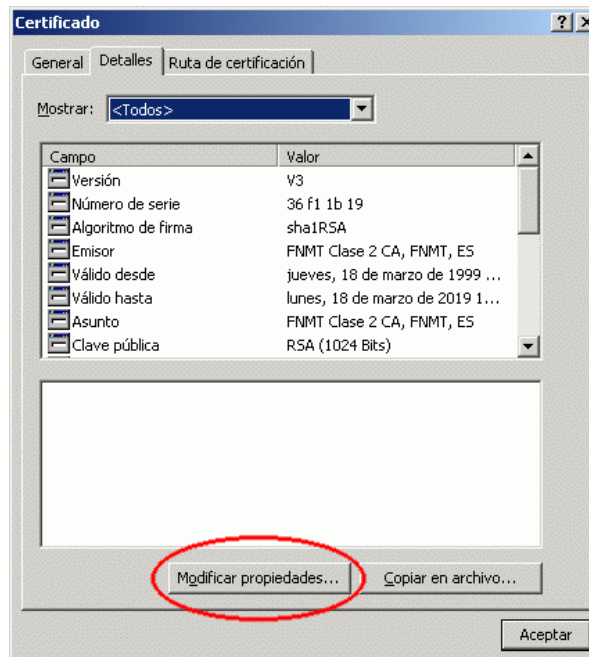 Certificado
General Detalles Ruta de certificación
Mostrar: <Todos>
Campo Valor
Versión V3
Número de serie 36 f1 1b 19
Algoritmo de firma sha1RSA
Emisor FNMT Clase 2 CA, FNMT, ES
Válido desde jueves, 18 de marzo de 1999 ...
Válido hasta lunes, 18 de marzo de 2019 1...
Asunto FNMT Clase 2 CA, FNMT, ES
Clave pública RSA (1024 Bits)
Modificar propiedades... Copiar en archivo...
Aceptar